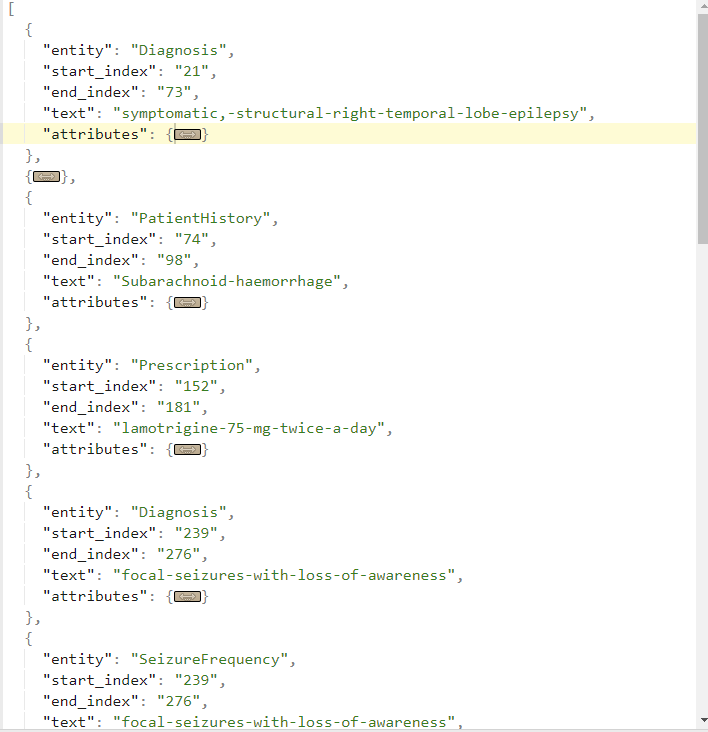 [
{
"entity": "Diagnosis",
"start_index": "21",
"end_index": "73",
"text": "symptomatic,-structural-right-temporal-lobe-epilepsy",
"attributes": {}
},
{},
{
"entity": "PatientHistory",
"start_index": "74",
"end_index": "98",
"text": "Subarachnoid-haemorrhage",
"attributes": {}
},
{
"entity": "Prescription",
"start_index": "152",
"end_index": "181",
"text": "lamotrigine-75-mg-twice-a-day",
"attributes": {}
},
{
"entity": "Diagnosis",
"start_index": "239",
"end_index": "276",
"text": "focal-seizures-with-loss-of-awareness",
"attributes": {}
},
{
"entity": "SeizureFrequency",
"start_index": "239",
"end_index": "276",
"text": "focal-seizures-with-loss-of-awareness",